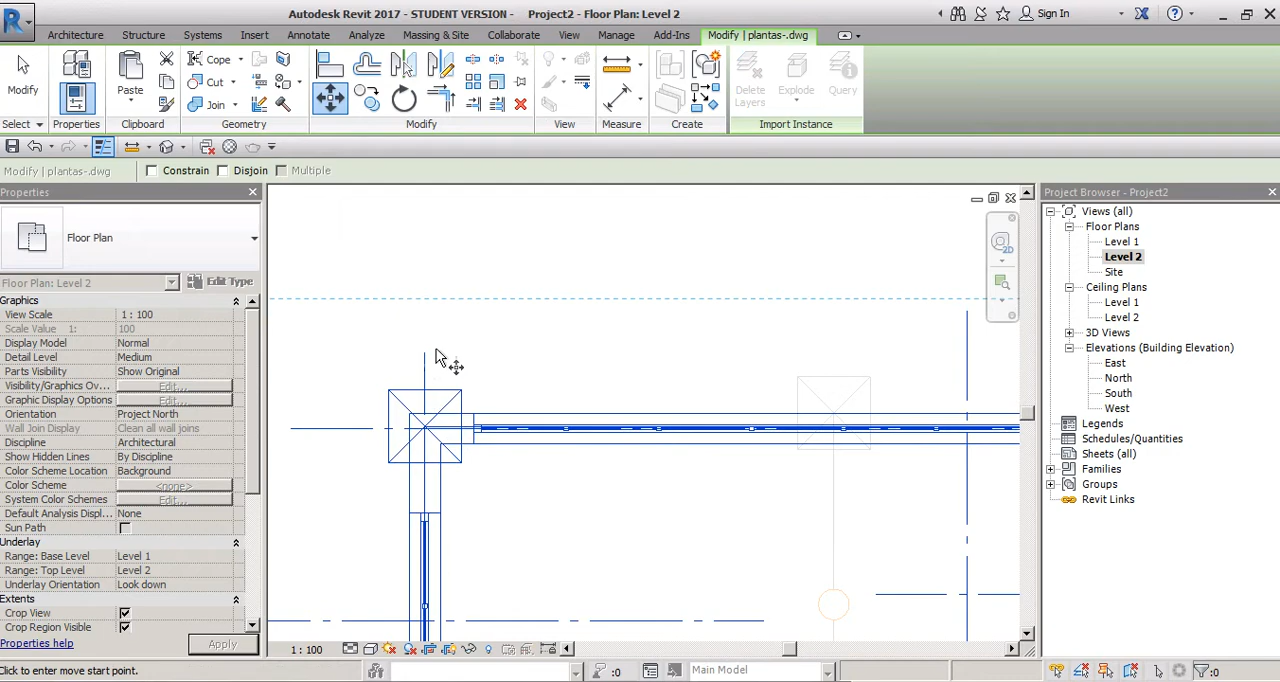 Autodesk Revit 2017 - STUDENT VERSION -    Project2 - Floor Plan: Level 2
Sign In
Architecture Structure Systems Insert Annotate Analyze Massing & Site Collaborate View Manage Add-Ins Modify | plantas-.dwg
Modify
Paste
Cope
Cut
Join
Delete Layers
Explode
Query
Select Properties Clipboard Geometry Modify View Measure Create Import Instance
Modify | plantas-.dwg Constrain Disjoin Multiple
Properties
Floor Plan
Floor Plan: Level 2 Edit Type
Graphics
View Scale 1 : 100
Scale Value 1: 100
Display Model Normal
Detail Level Medium
Parts Visibility Show Original
Visibility/Graphics Ov... Edit...
Graphic Display Options Edit...
Orientation Project North
Wall Join Display Clean all wall joins
Discipline Architectural
Show Hidden Lines By Discipline
Color Scheme Location Background
Color Scheme <none>
System Color Schemes Edit...
Default Analysis Displ... None
Sun Path
Underlay
Range: Base Level Level 1
Range: Top Level Level 2
Underlay Orientation Look down
Extents
Crop View
Crop Region Visible
Properties help Apply
2D
1 : 100
Project Browser - Project2
Views (all)
Floor Plans
Level 1
Level 2
Site
Ceiling Plans
Level 1
Level 2
3D Views
Elevations (Building Elevation)
East
North
South
West
Legends
Schedules/Quantities
Sheets (all)
Families
Groups
Revit Links
Click to enter move start point. :0 Main Model :0